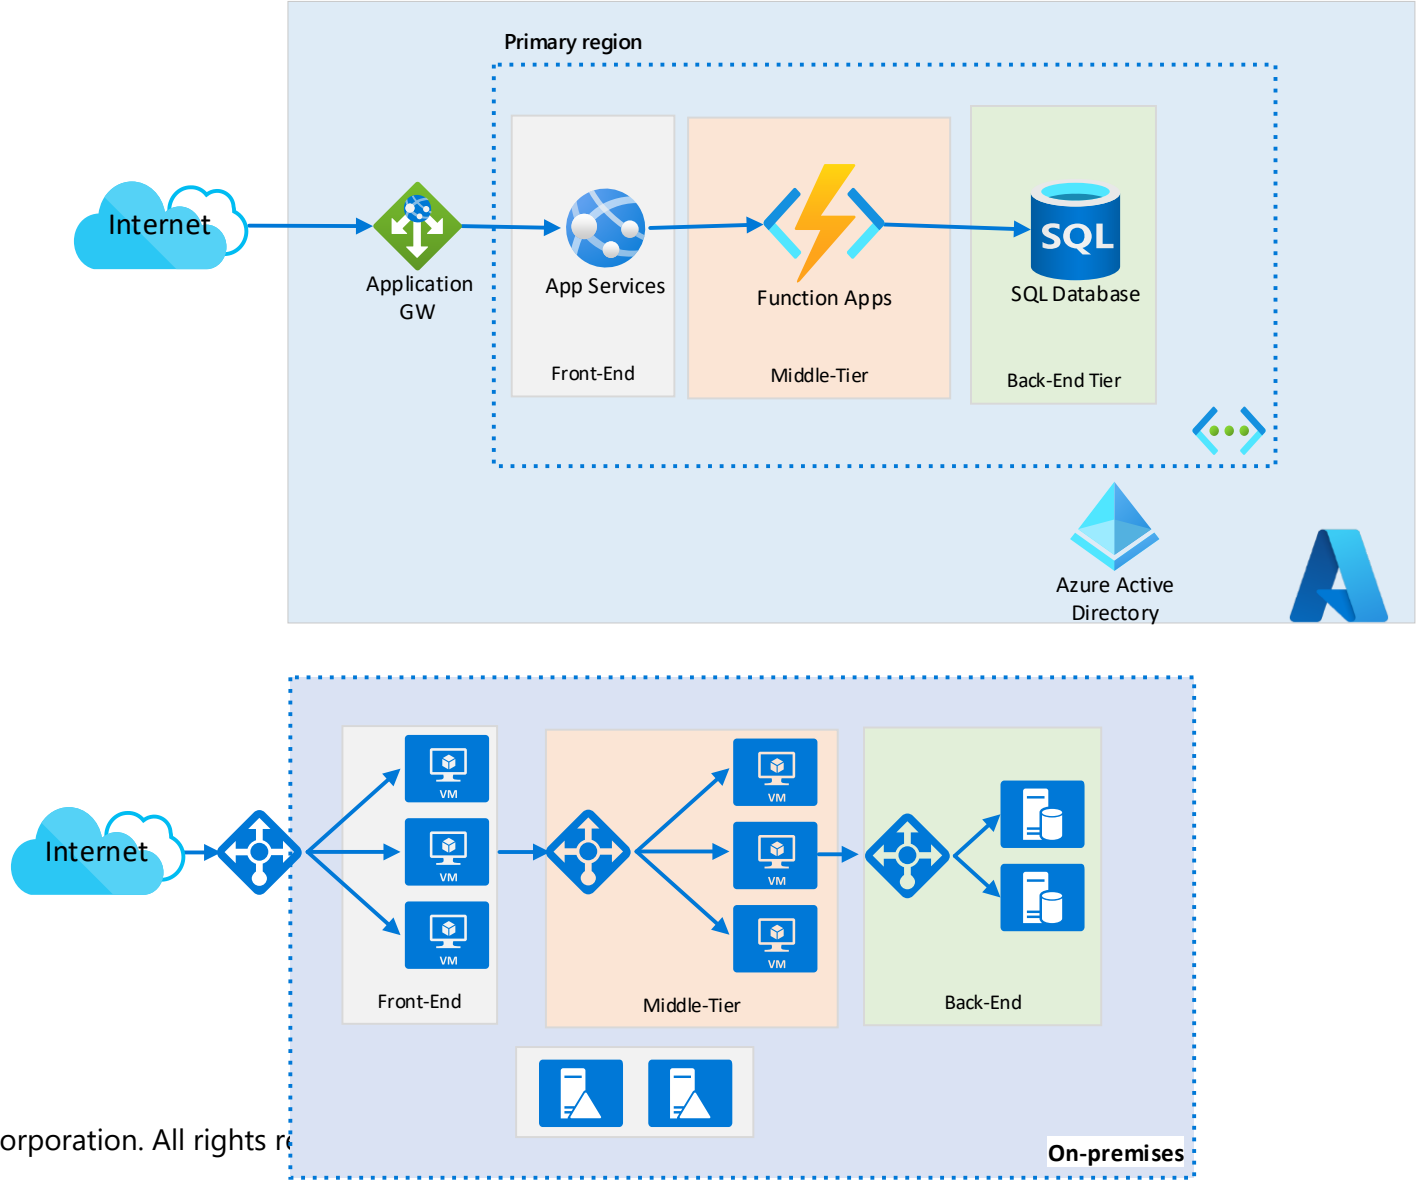 Primary region
Internet
Application
GW
App Services
Function Apps
SQL
SQL Database
Front-End
Middle-Tier
Back-End Tier
Azure Active
Directory
Internet
VM
VM
VM
VM
VM
VM
Front-End
Middle-Tier
Back-End
orporation. All rights re
On-premises